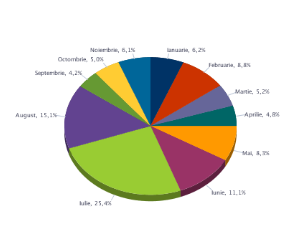 Ianuarie, 6,2%
Februarie, 8,8%
Martie, 5,2%
Aprilie, 4,8%
Mai, 8,3%
Iunie, 11,1%
Iulie, 25,4%
August, 15,1%
Septembrie, 4,2%
Octombrie, 5,0%
Noiembrie, 6,1%